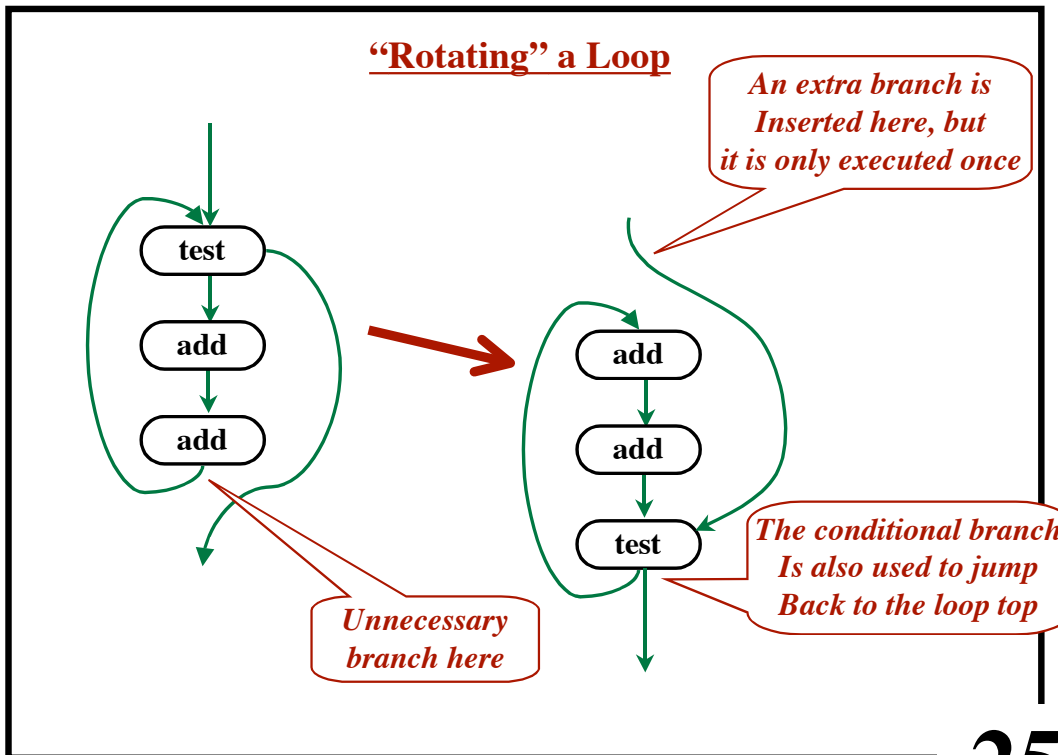 “Rotating” a Loop
An extra branch is
Inserted here, but
it is only executed once
test
add
add
Unnecessary
branch here
add
add
test
The conditional branch
Is also used to jump
Back to the loop top